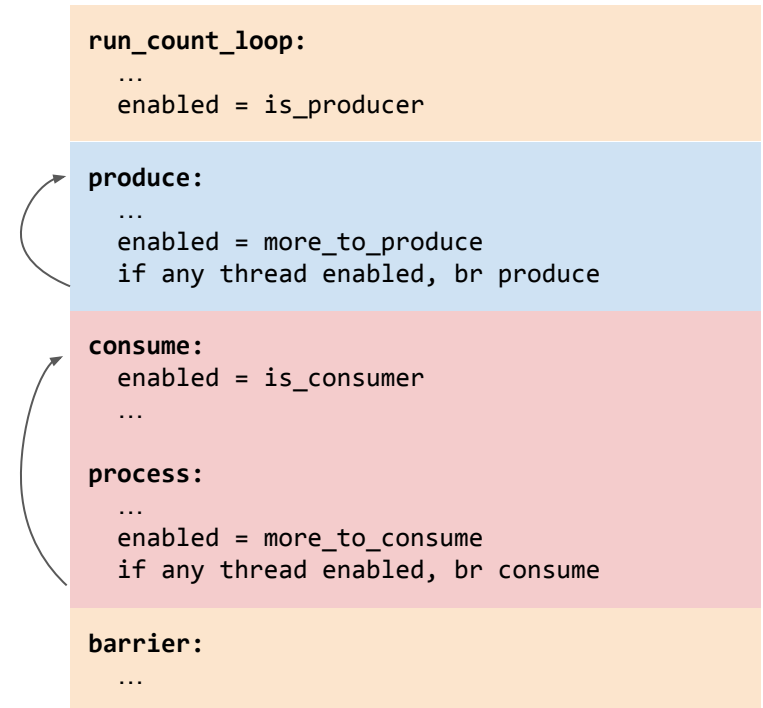 run_count_loop:
…
enabled = is_producer
produce:
…
enabled = more_to_produce
if any thread enabled, br produce
consume:
enabled = is_consumer
…
process:
…
enabled = more_to_consume
if any thread enabled, br consume
barrier:
…